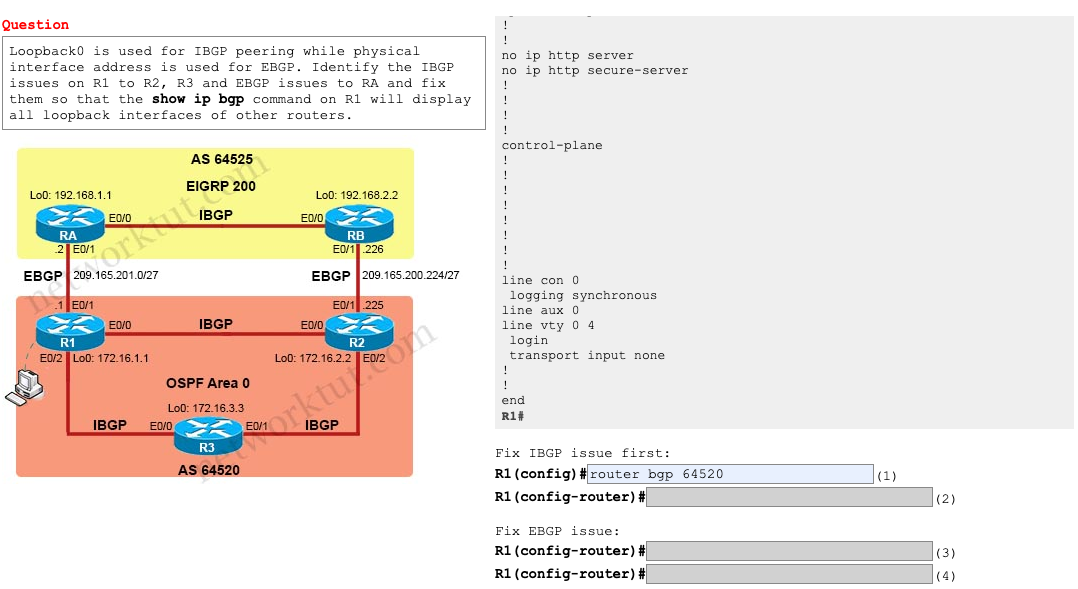 Question
Loopback0 is used for IBGP peering while physical
interface address is used for EBGP. Identify the IBGP
issues on R1 to R2, R3 and EBGP issues to RA and fix
them so that the show ip bgp command on R1 will display
all loopback interfaces of other routers.
AS 64525
EIGRP 200
Lo0: 192.168.1.1
Lo0: 192.168.2.2
E0/0
IBGP
E0/0
RA
RB
.2
E0/1
E0/1
.226
EBGP
209.165.201.0/27
EBGP
209.165.200.224/27
.1
E0/1
E0/1
.225
E0/0
IBGP
E0/0
R1
R2
E0/2
Lo0: 172.16.1.1
Lo0: 172.16.2.2
E0/2
OSPF Area 0
Lo0: 172.16.3.3
IBGP
E0/0
E0/1
IBGP
R3
AS 64520
networktut.com
networktut.com
!
!
no ip http server
no ip http secure-server
!
!
!
!
control-plane
!
!
!
!
!
!
!
!
line con 0
logging synchronous
line aux 0
line vty 0 4
login
transport input none
!
!
end
R1#
Fix IBGP issue first:
R1(config)#router bgp 64520 (1)
R1(config-router)# (2)
Fix EBGP issue:
R1(config-router)# (3)
R1(config-router)# (4)